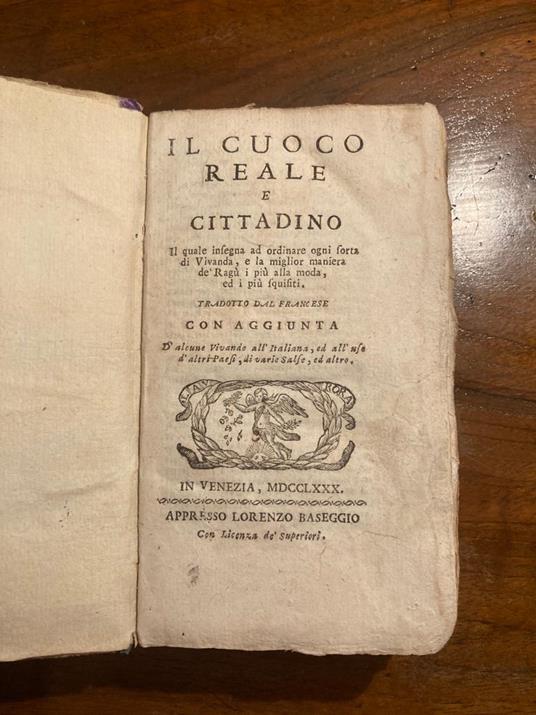 IL CUOCO
REALE
E
CITTADINO
Il quale insegna ad ordinare ogni sorta
di Vivanda, e la miglior maniera
de' Ragù i più alla moda,
ed i più squisiti.
TRADOTTO DAL FRANCESE
CON AGGIUNTA
D'alcune Vivande all'Italiana, ed all'uso
d'altri Paesi, di varie Salse, ed altro.
L'AU RORA
IN VENEZIA, MDCCLXXX.
APPRESSO LORENZO BASEGGIO
Con Licenza de' Superiori.